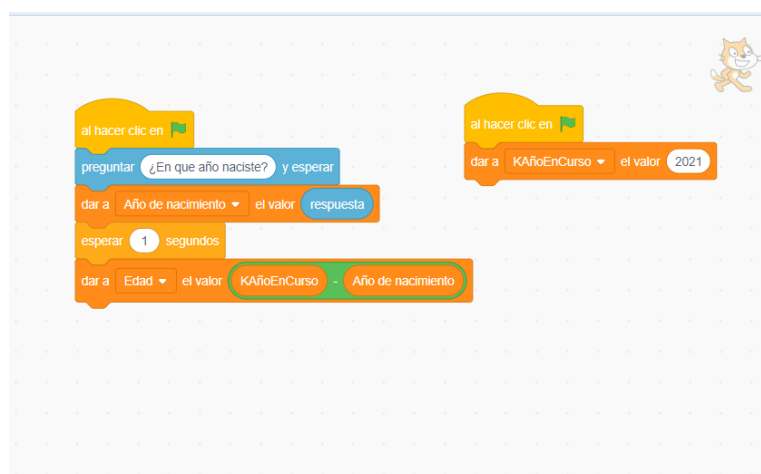 al hacer clic en
preguntar ¿En que año naciste? y esperar
dar a Año de nacimiento el valor respuesta
esperar 1 segundos
dar a Edad el valor KAñoEnCurso - Año de nacimiento
al hacer clic en
dar a KAñoEnCurso el valor 2021